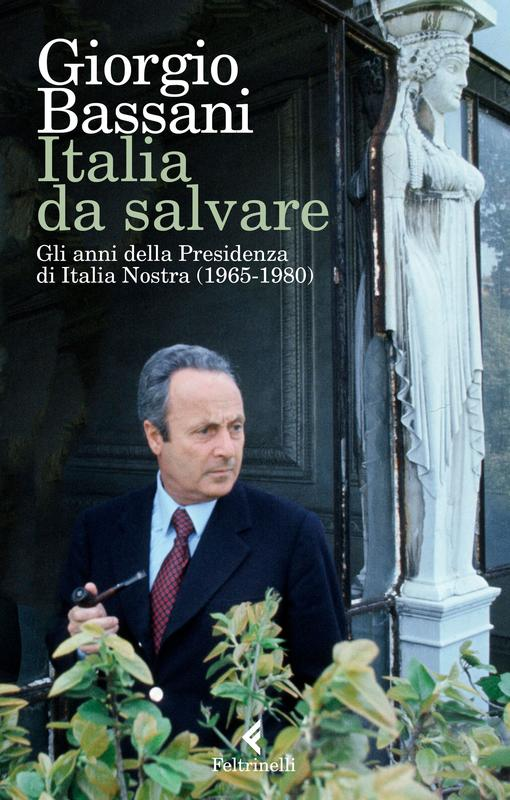 Giorgio
Bassani
Italia
da salvare
Gli anni della Presidenza
di Italia Nostra (1965-1980)
Feltrinelli